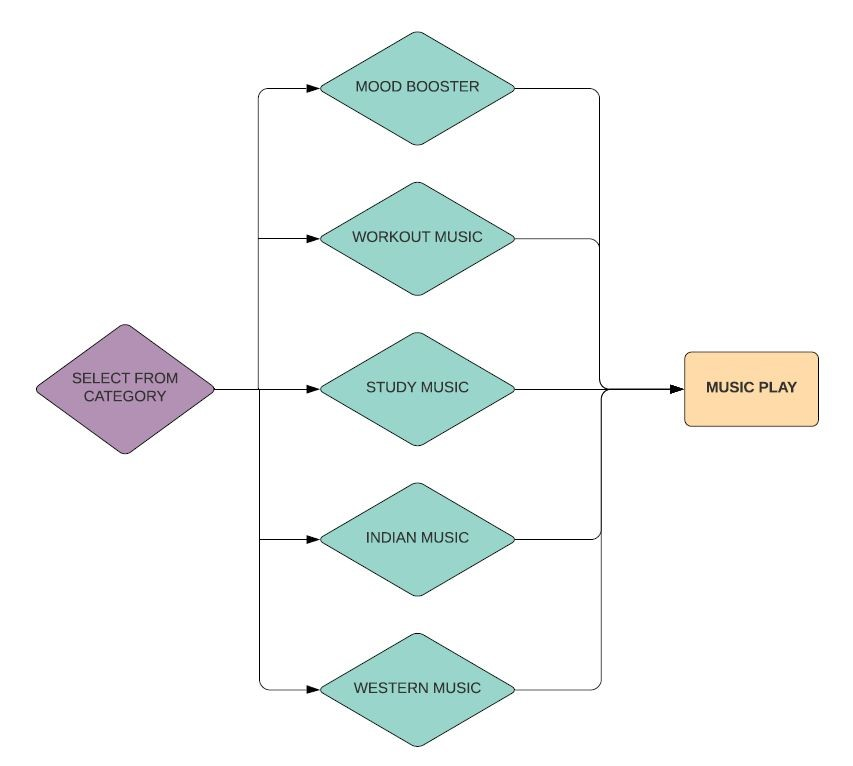 MOOD BOOSTER
WORKOUT MUSIC
SELECT FROM
CATEGORY
STUDY MUSIC
MUSIC PLAY
INDIAN MUSIC
WESTERN MUSIC